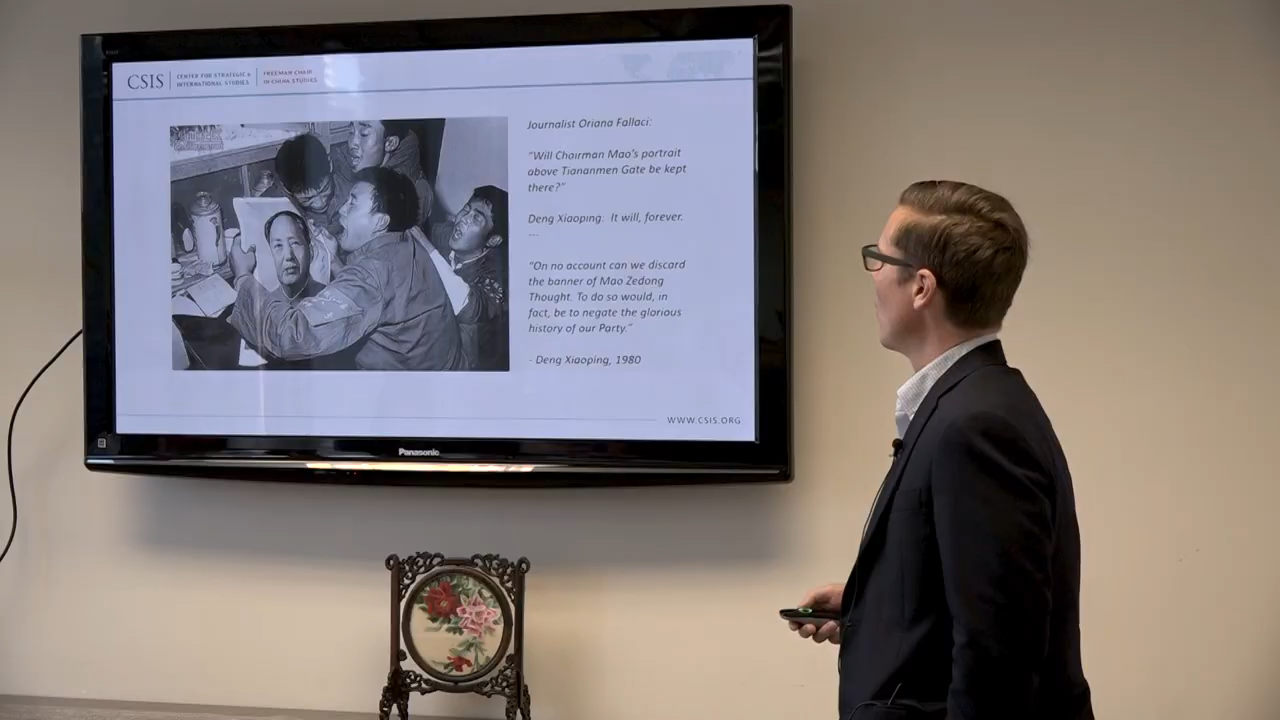 CSIS
CENTER FOR STRATEGIC &
INTERNATIONAL STUDIES
FREEMAN CHAIR
IN CHINA STUDIES
Journalist Oriana Fallaci:
"Will Chairman Mao's portrait
above Tiananmen Gate be kept
there?"
Deng Xiaoping: It will, forever.
---
"On no account can we discard
the banner of Mao Zedong
Thought. To do so would, in
fact, be to negate the glorious
history of our Party."
- Deng Xiaoping, 1980
WWW.CSIS.ORG
Panasonic